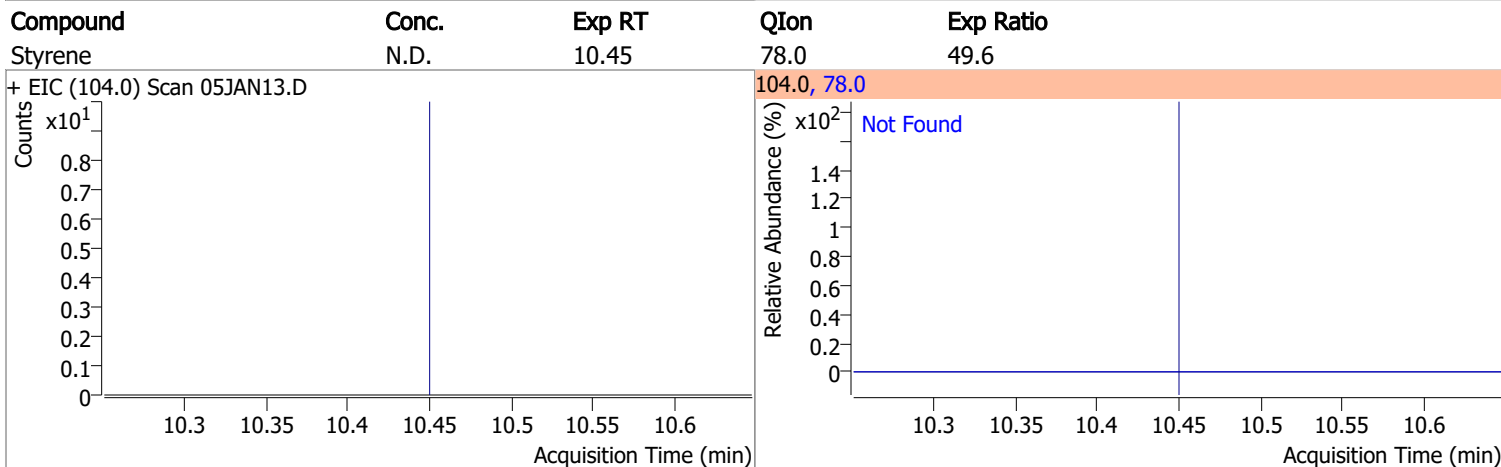 Compound Conc. Exp RT QIon Exp Ratio
Styrene N.D. 10.45 78.0 49.6
+ EIC (104.0) Scan 05JAN13.D
Counts
x10¹
0.8
0.7
0.6
0.5
0.4
0.3
0.2
0.1
0
10.3 10.35 10.4 10.45 10.5 10.55 10.6
Acquisition Time (min)
104.0, 78.0
Relative Abundance (%)
x10²
Not Found
1.4
1.2
1
0.8
0.6
0.4
0.2
0
10.3 10.35 10.4 10.45 10.5 10.55 10.6
Acquisition Time (min)